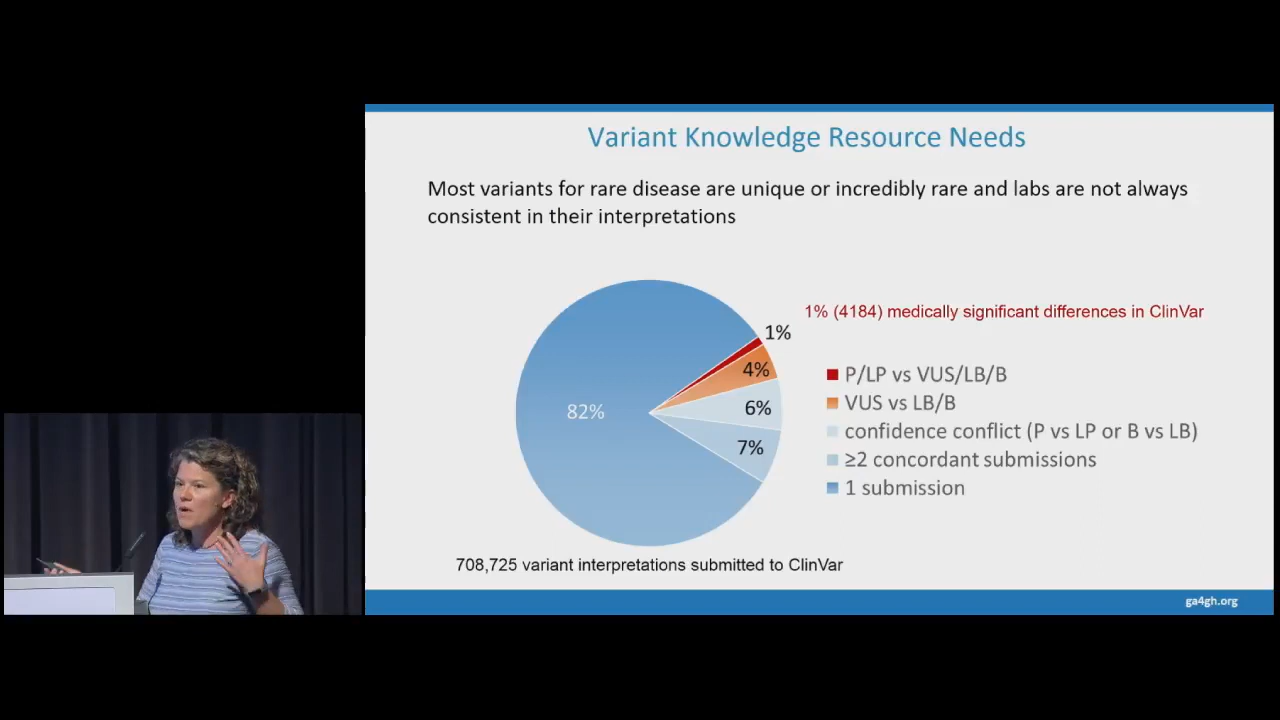 Variant Knowledge Resource Needs
Most variants for rare disease are unique or incredibly rare and labs are not always
consistent in their interpretations
1% (4184) medically significant differences in ClinVar
1%
4%
6%
7%
82%
P/LP vs VUS/LB/B
VUS vs LB/B
confidence conflict (P vs LP or B vs LB)
≥2 concordant submissions
1 submission
708,725 variant interpretations submitted to ClinVar
ga4gh.org